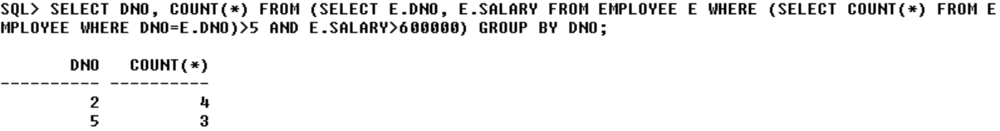 SQL> SELECT DNO, COUNT(*) FROM (SELECT E.DNO, E.SALARY FROM EMPLOYEE E WHERE (SELECT COUNT(*) FROM E
MPLOYEE WHERE DNO=E.DNO)>5 AND E.SALARY>600000) GROUP BY DNO;
DNO COUNT(*)
---------- ----------
2 4
5 3